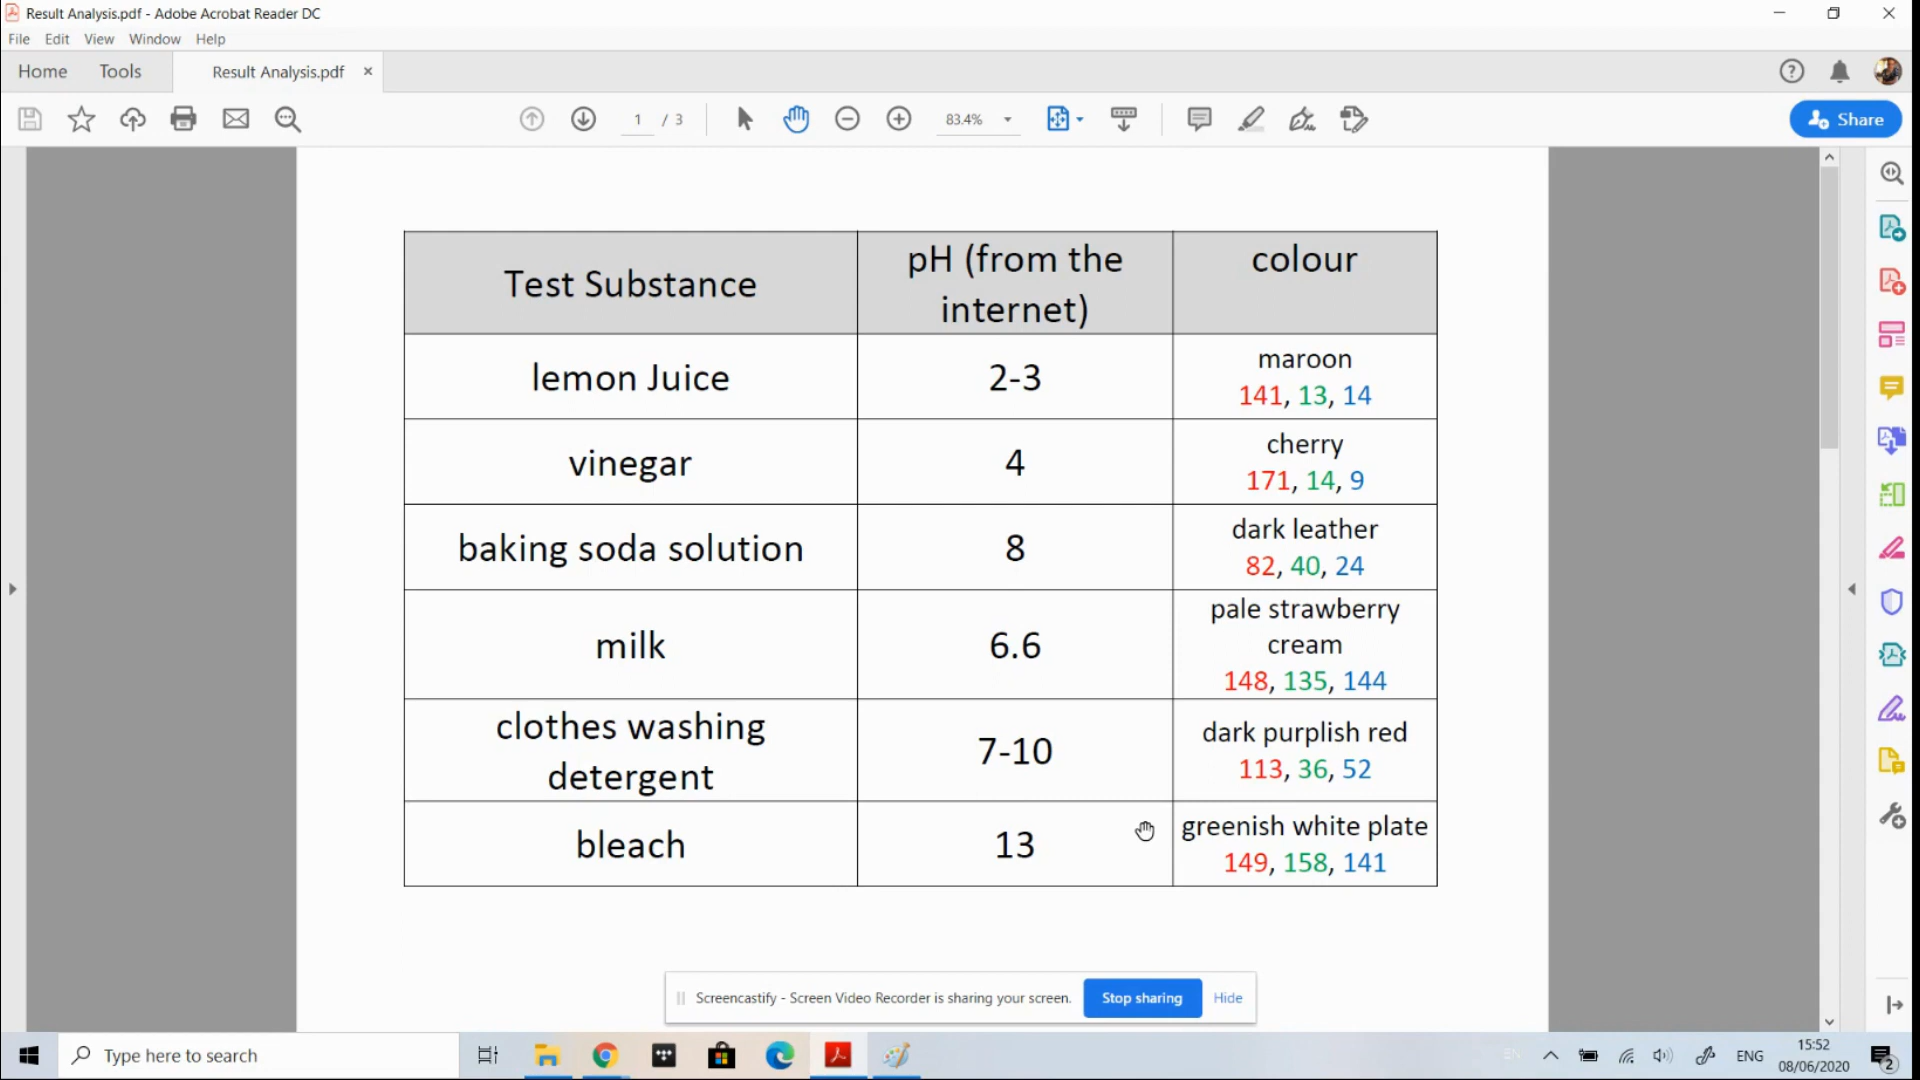 Result Analysis.pdf - Adobe Acrobat Reader DC
File Edit View Window Help
Home Tools Result Analysis.pdf ×
1 / 3 83.4% Share
Test Substance
pH (from the
internet)
colour
lemon Juice
2-3
maroon
141, 13, 14
vinegar
4
cherry
171, 14, 9
baking soda solution
8
dark leather
82, 40, 24
milk
6.6
pale strawberry
cream
148, 135, 144
clothes washing
detergent
7-10
dark purplish red
113, 36, 52
bleach
13
greenish white plate
149, 158, 141
Screencastify - Screen Video Recorder is sharing your screen. Stop sharing Hide
Type here to search
ENG
15:52
08/06/2020
2